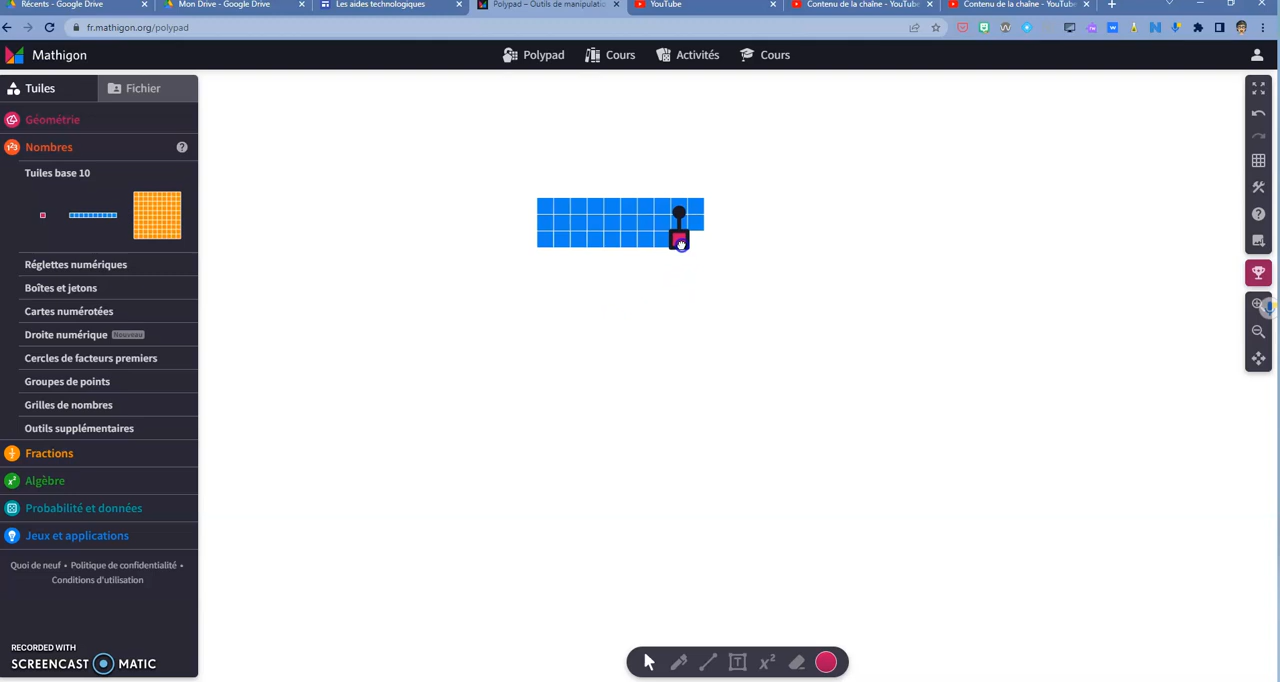 Récents - Google Drive
Mon Drive - Google Drive
Les aides technologiques
Polypad – Outils de manipulatic
YouTube
Contenu de la chaîne - YouTube
Contenu de la chaîne - YouTube
fr.mathigon.org/polypad
Mathigon
Polypad
Cours
Activités
Cours
Tuiles
Fichier
Géométrie
Nombres
Tuiles base 10
Réglettes numériques
Boîtes et jetons
Cartes numérotées
Droite numérique Nouveau
Cercles de facteurs premiers
Groupes de points
Grilles de nombres
Outils supplémentaires
Fractions
Algèbre
Probabilité et données
Jeux et applications
Quoi de neuf • Politique de confidentialité •
Conditions d'utilisation
RECORDED WITH
SCREENCAST MATIC